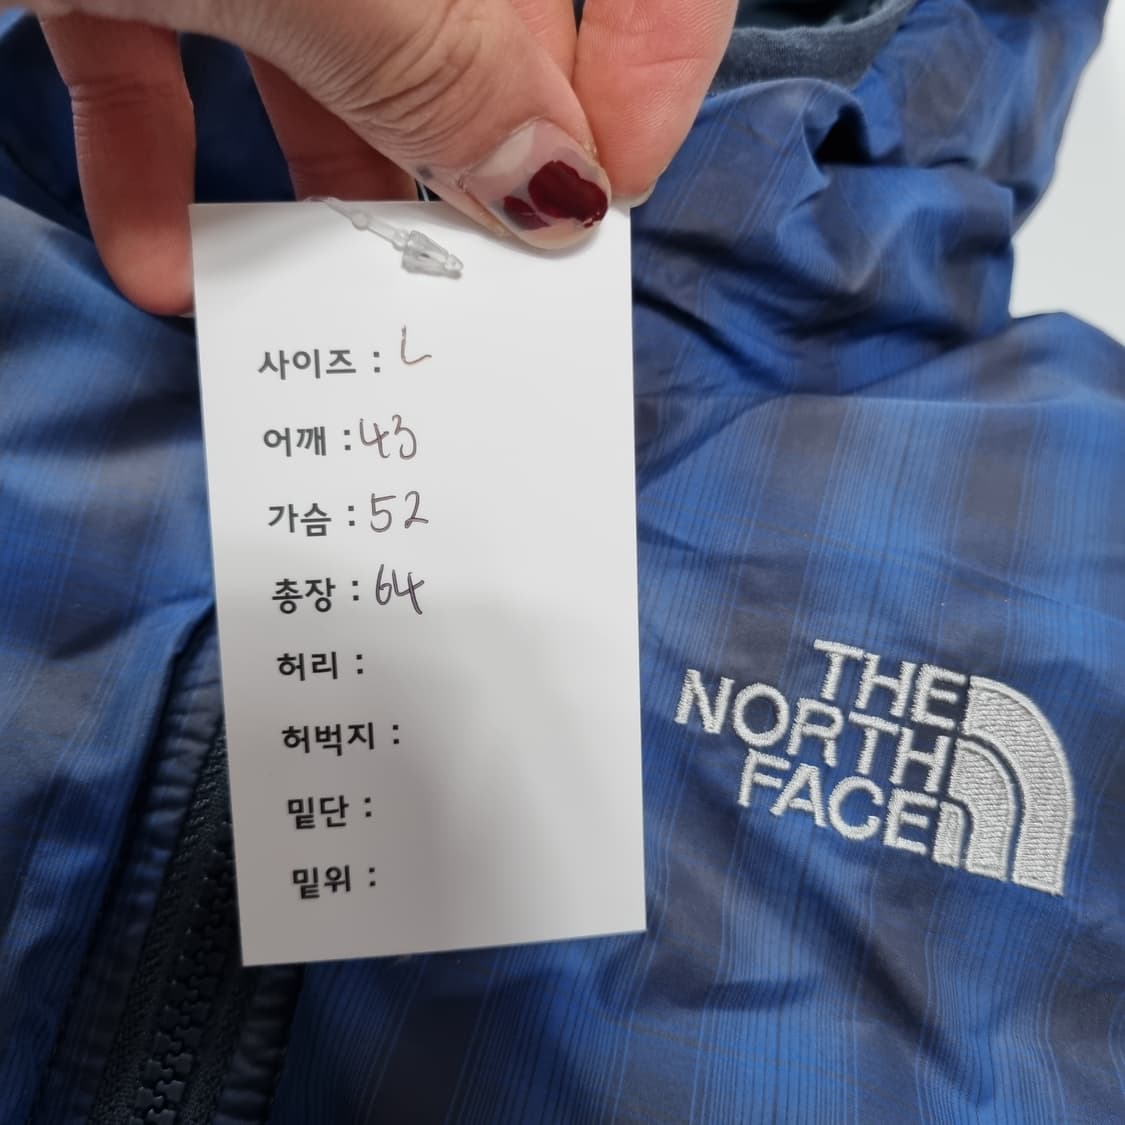 사이즈 : L
어깨 : 43
가슴 : 52
총장 : 64
허리 :
허벅지 :
밑단 :
밑위 :
THE
NORTH
FACE